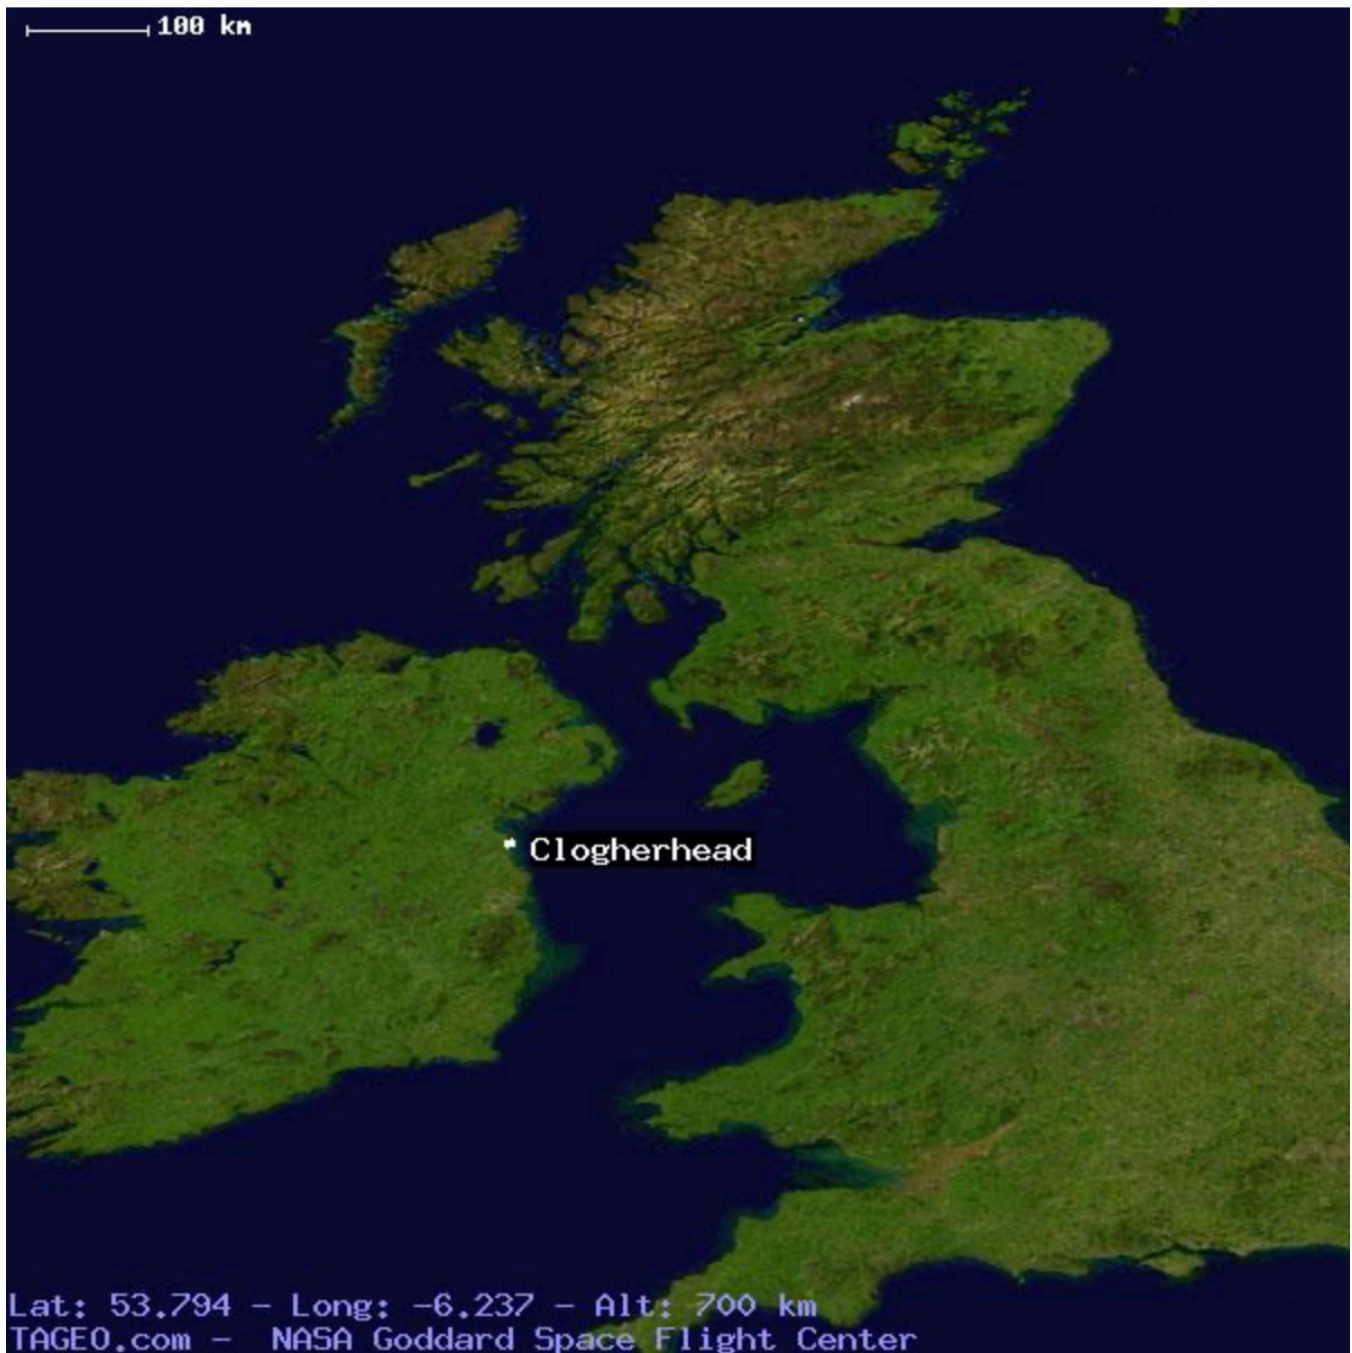 100 km
Clogherhead
Lat: 53.794 - Long: -6.237 - Alt: 700 km
TAGEO.com - NASA Goddard Space Flight Center